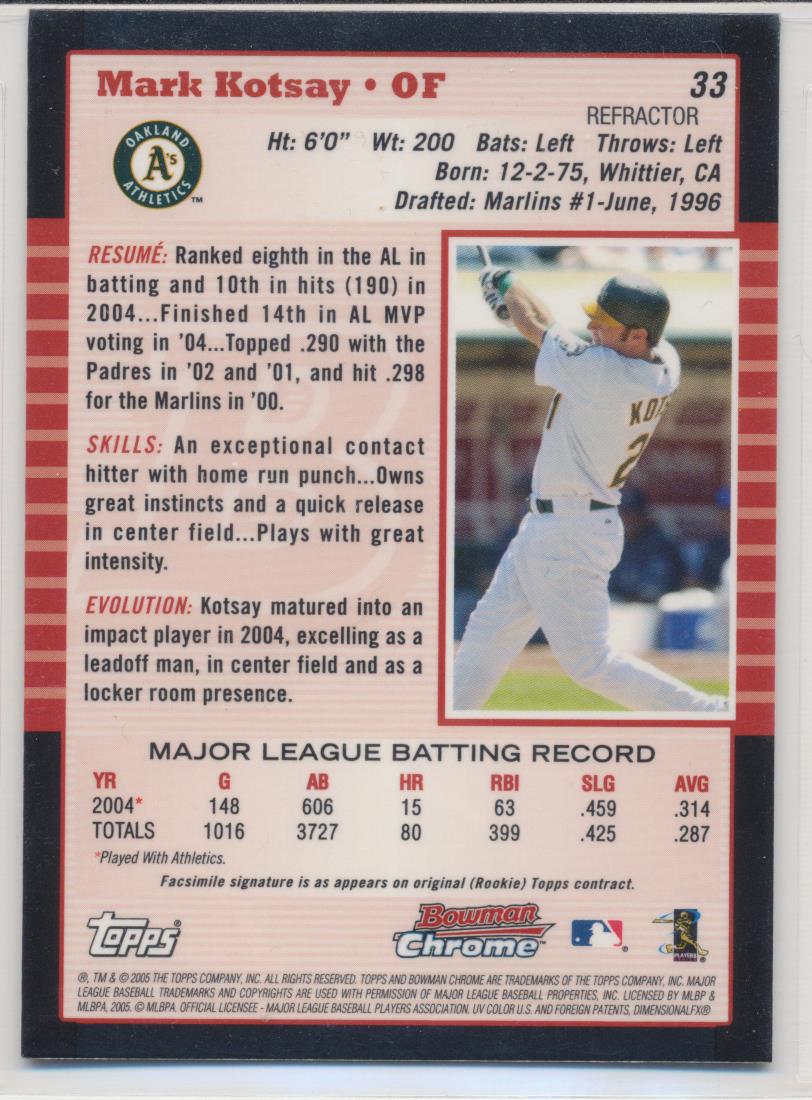 Mark Kotsay • OF 33
REFRACTOR
OAKLAND
A's
ATHLETICS
™
Ht: 6'0" Wt: 200 Bats: Left Throws: Left
Born: 12-2-75, Whittier, CA
Drafted: Marlins #1-June, 1996
RESUMÉ: Ranked eighth in the AL in
batting and 10th in hits (190) in
2004...Finished 14th in AL MVP
voting in '04...Topped .290 with the
Padres in '02 and '01, and hit .298
for the Marlins in '00.
SKILLS: An exceptional contact
hitter with home run punch...Owns
great instincts and a quick release
in center field...Plays with great
intensity.
EVOLUTION: Kotsay matured into an
impact player in 2004, excelling as a
leadoff man, in center field and as a
locker room presence.
KOT
2
MAJOR LEAGUE BATTING RECORD
YR G AB HR RBI SLG AVG
2004* 148 606 15 63 .459 .314
TOTALS 1016 3727 80 399 .425 .287
*Played With Athletics.
Facsimile signature is as appears on original (Rookie) Topps contract.
topps®
Bowman
Chrome™
®
PLAYERS
®
®, TM & © 2005 THE TOPPS COMPANY, INC. ALL RIGHTS RESERVED. TOPPS AND BOWMAN CHROME ARE TRADEMARKS OF THE TOPPS COMPANY, INC. MAJOR
LEAGUE BASEBALL TRADEMARKS AND COPYRIGHTS ARE USED WITH PERMISSION OF MAJOR LEAGUE BASEBALL PROPERTIES, INC. LICENSED BY MLBP &
MLBPA, 2005. © MLBPA. OFFICIAL LICENSEE - MAJOR LEAGUE BASEBALL PLAYERS ASSOCIATION. UV COLOR U.S. AND FOREIGN PATENTS, DIMENSIONALFX®